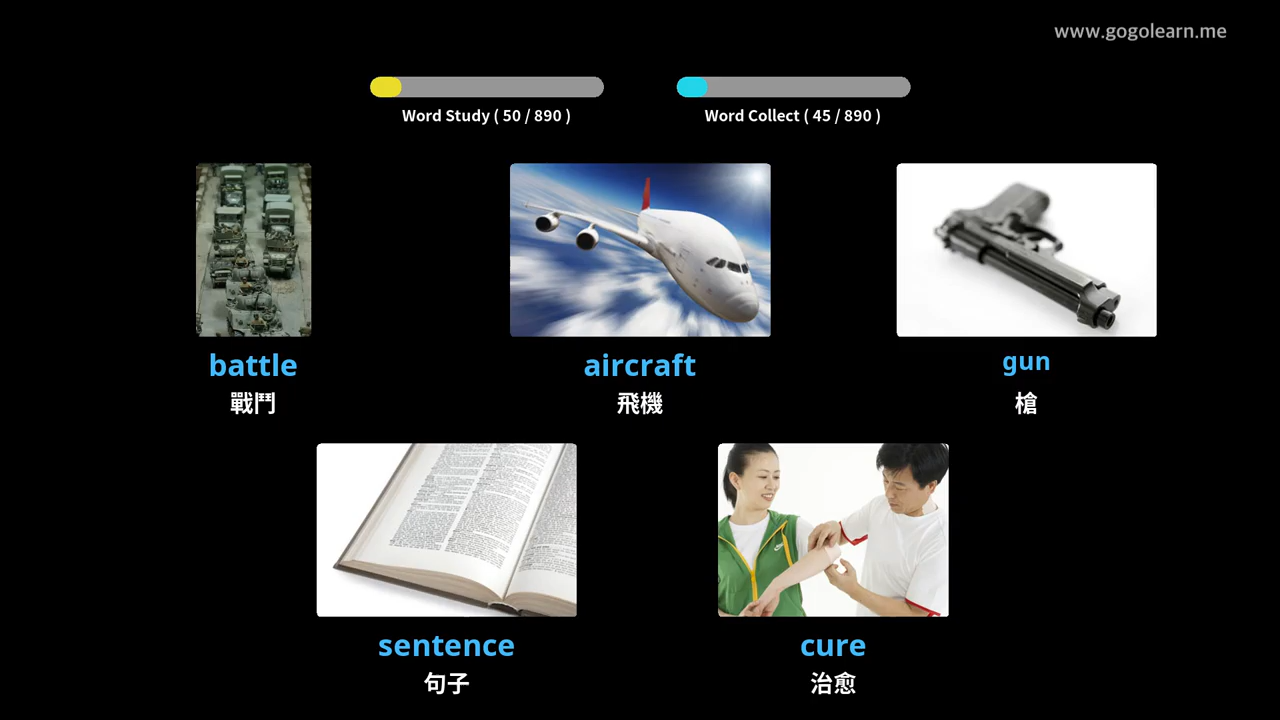 www.gogolearn.me
Word Study ( 50 / 890 )
Word Collect ( 45 / 890 )
battle
戰鬥
aircraft
飛機
gun
槍
sentence
句子
cure
治愈